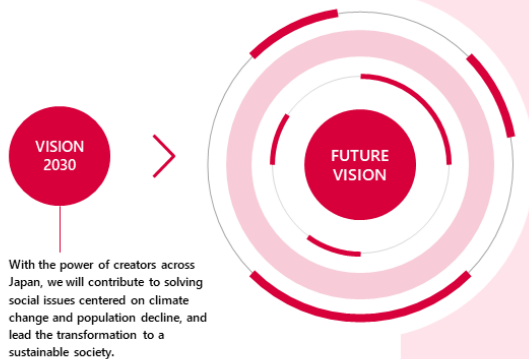 VISION
2030
FUTURE
VISION
With the power of creators across
Japan, we will contribute to solving
social issues centered on climate
change and population decline, and
lead the transformation to a
sustainable society.